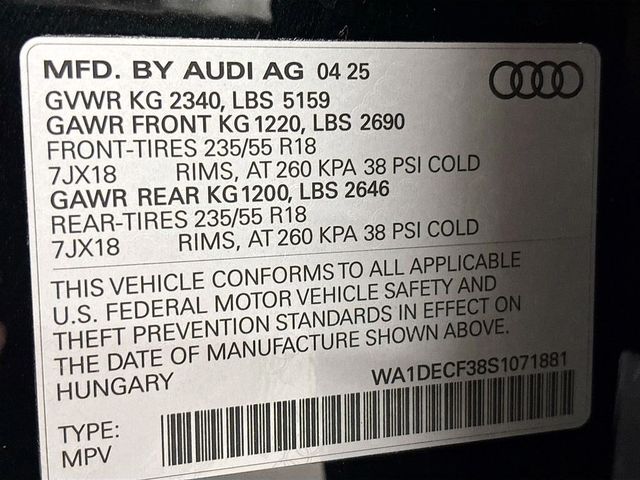 MFD. BY AUDI AG 04 25
GVWR KG 2340, LBS 5159
GAWR FRONT KG 1220, LBS 2690
FRONT-TIRES 235/55 R18
7JX18 RIMS, AT 260 KPA 38 PSI COLD
GAWR REAR KG 1200, LBS 2646
REAR-TIRES 235/55 R18
7JX18 RIMS, AT 260 KPA 38 PSI COLD
THIS VEHICLE CONFORMS TO ALL APPLICABLE
U.S. FEDERAL MOTOR VEHICLE SAFETY AND
THEFT PREVENTION STANDARDS IN EFFECT ON
THE DATE OF MANUFACTURE SHOWN ABOVE.
HUNGARY WA1DECF38S1071881
TYPE:
MPV